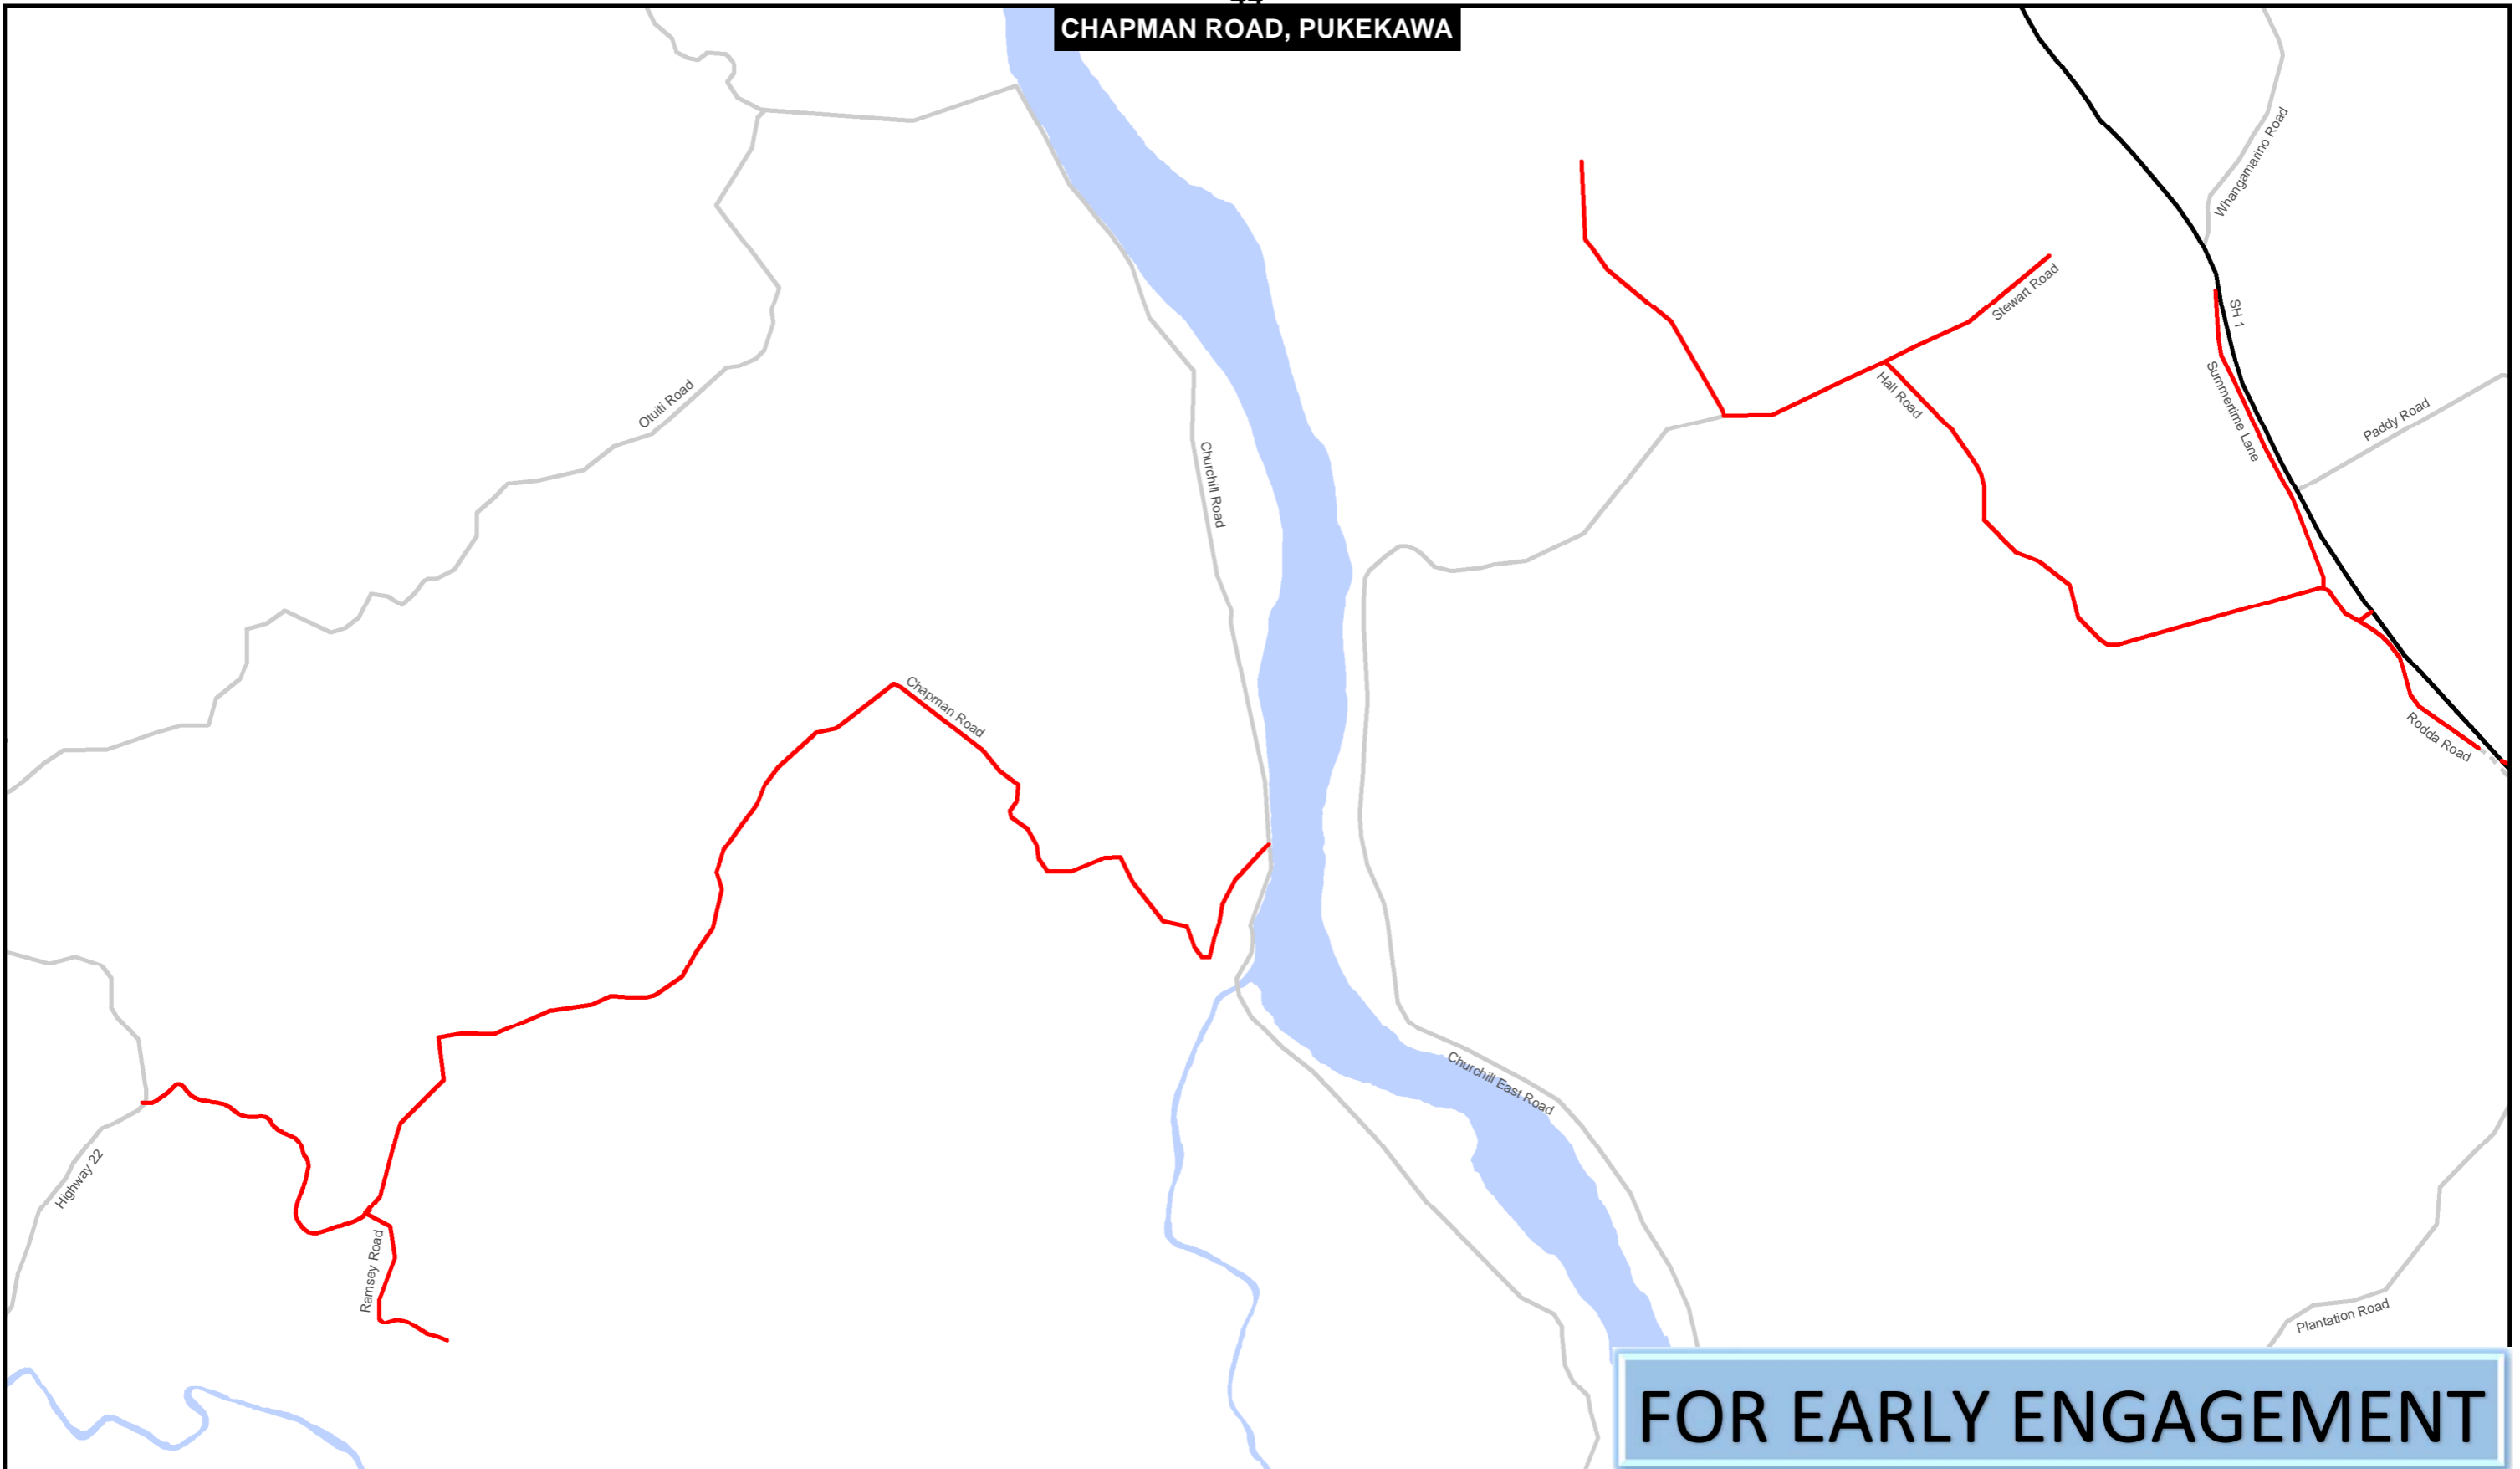 CHAPMAN ROAD, PUKEKAWA
Whangamarino Road
Stewart Road
SH 1
Hall Road
Summertime Lane
Paddy Road
Otuiti Road
Churchill Road
Chapman Road
Rodda Road
Churchill East Road
Highway 22
Ramsey Road
Plantation Road
FOR EARLY ENGAGEMENT